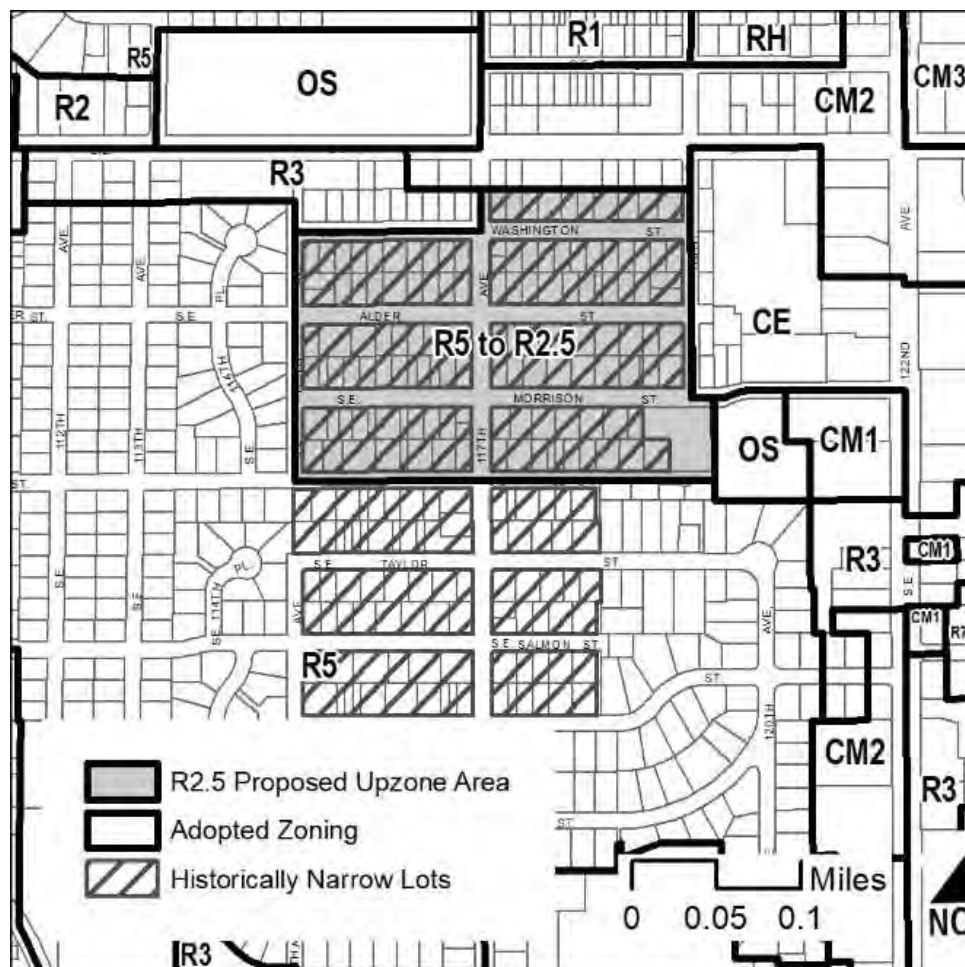 R1
RH
R5
OS
CM3
R2
CM2
R3
WASHINGTON ST.
AVE.
AVE.
AVE
AVE.
PL.
ST.
S.E.
ALDER ST
CE
R5 to R2.5
114TH
122ND
S.E. MORRISON ST.
112TH
113TH
S.E.
117TH
OS
CM1
ST.
S.E. TAYLOR ST.
R3
CM1
PL.
S.E.
S.E.
114TH
SE
AVE
AVE.
S.E.
S.E. SALMON ST.
CM1
R7
R5
ST.
120TH
CM2
R3
R2.5 Proposed Upzone Area
Adopted Zoning
Historically Narrow Lots
ST.
Miles
0 0.05 0.1
NO
R3